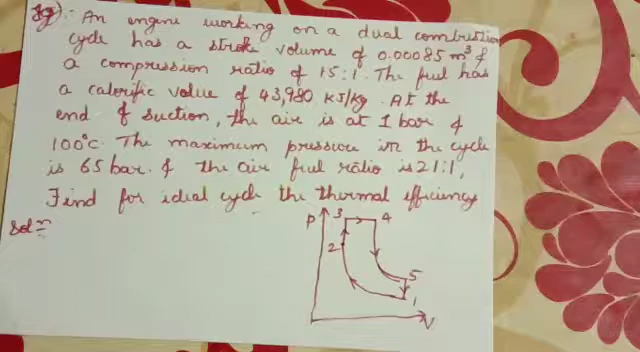 Eg):- An engine working on a dual combustion
cycle has a stroke volume of 0.00085 m³ &
a compression ratio of 15:1. The fuel has
a calorific value of 43,980 KJ/kg. At the
end of suction, the air is at 1 bar &
100°C. The maximum pressure in the cycle
is 65 bar. & the air fuel ratio is 21:1,
Find for ideal cycle the thermal efficiency
Solⁿ:
P 3 4
2
5
1
V